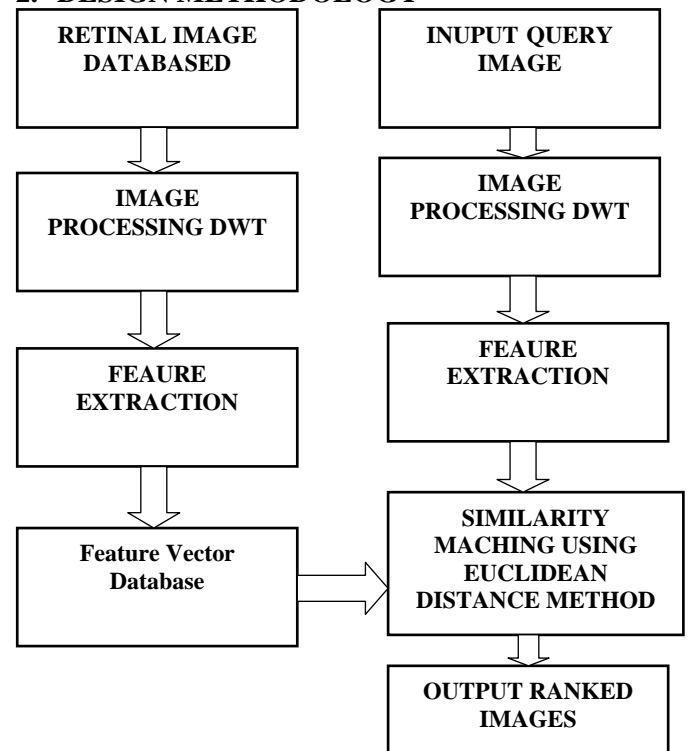 2. DESIGN METHODOLOGY
RETINAL IMAGE
DATABASED
INUPUT QUERY
IMAGE
IMAGE
PROCESSING DWT
IMAGE
PROCESSING DWT
FEAURE
EXTRACTION
FEAURE
EXTRACTION
Feature Vector
Database
SIMILARITY
MACHING USING
EUCLIDEAN
DISTANCE METHOD
OUTPUT RANKED
IMAGES